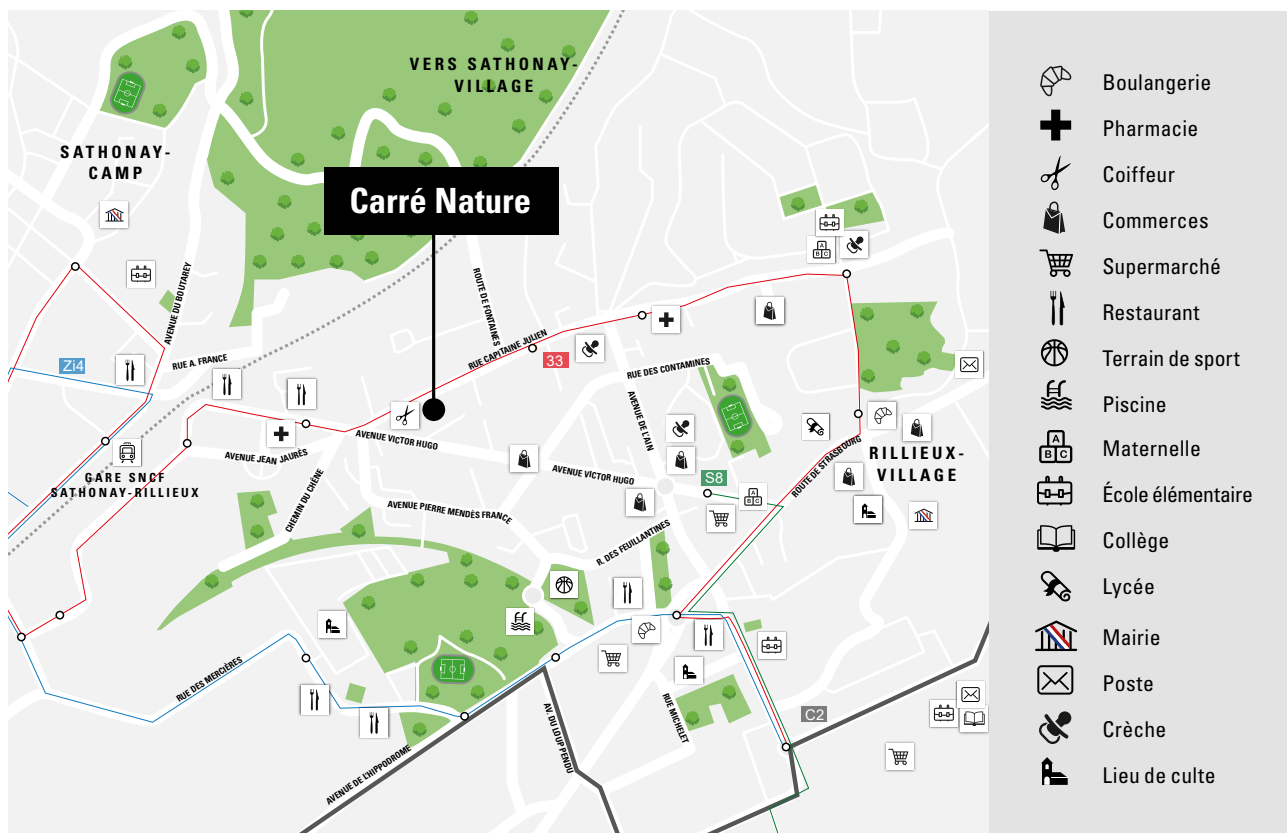 VERS SATHONAY-
VILLAGE
SATHONAY-
CAMP
Carré Nature
AVENUE DU BOUTAREY
ROUTE DE FONTAINES
RUE CAPITAINE JULIEN
33
Zi4
RUE A. FRANCE
RUE DES CONTAMINES
AVENUE DE L'AIN
AVENUE VICTOR HUGO
AVENUE JEAN JAURÈS
GARE SNCF
SATHONAY-RILLIEUX
AVENUE VICTOR HUGO
S8
ROUTE DE STRASBOURG
RILLIEUX-
VILLAGE
CHEMIN DU CHÊNE
AVENUE PIERRE MENDÈS FRANCE
R. DES FEUILLANTINES
A
B C
A
B C
RUE DES MERCIÈRES
AVENUE DE L'HIPPODROME
AV. DU LOUP PENDU
RUE MICHELET
C2
Boulangerie
Pharmacie
Coiffeur
Commerces
Supermarché
Restaurant
Terrain de sport
Piscine
A
B C
Maternelle
École élémentaire
Collège
Lycée
Mairie
Poste
Crèche
Lieu de culte